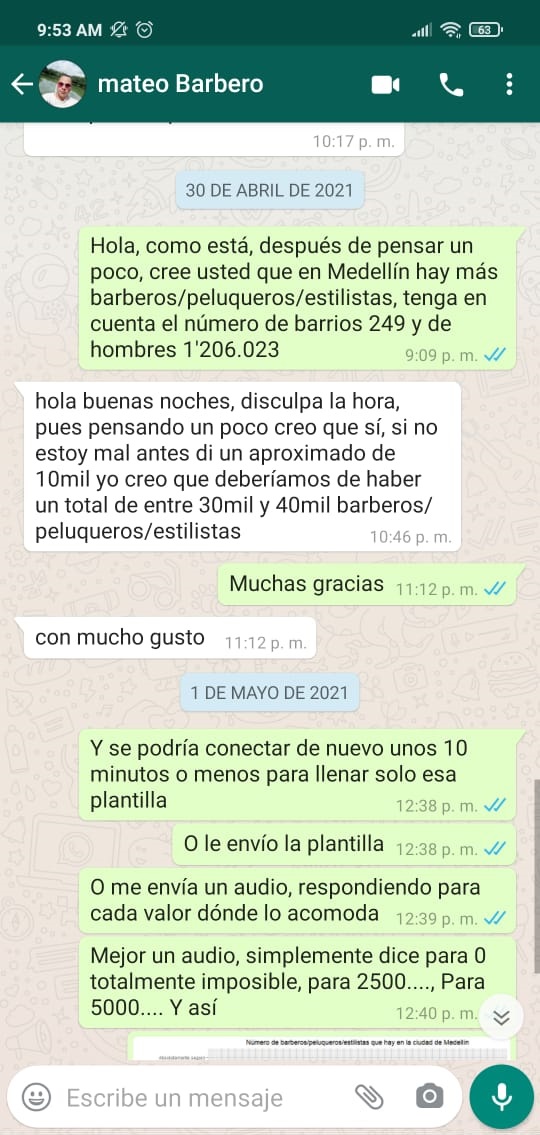 9:53 AM
63
mateo Barbero
10:17 p. m.
30 DE ABRIL DE 2021
Hola, como está, después de pensar un
poco, cree usted que en Medellín hay más
barberos/peluqueros/estilistas, tenga en
cuenta el número de barrios 249 y de
hombres 1'206.023
9:09 p. m.
hola buenas noches, disculpa la hora,
pues pensando un poco creo que sí, si no
estoy mal antes di un aproximado de
10mil yo creo que deberíamos de haber
un total de entre 30mil y 40mil barberos/
peluqueros/estilistas
10:46 p. m.
Muchas gracias 11:12 p. m.
con mucho gusto 11:12 p. m.
1 DE MAYO DE 2021
Y se podría conectar de nuevo unos 10
minutos o menos para llenar solo esa
plantilla
12:38 p. m.
O le envío la plantilla 12:38 p. m.
O me envía un audio, respondiendo para
cada valor dónde lo acomoda 12:39 p. m.
Mejor un audio, simplemente dice para 0
totalmente imposible, para 2500...., Para
5000.... Y así
12:40 p. m.
Número de barberos/peluqueros/estilistas que hay en la ciudad de Medellín
Escribe un mensaje